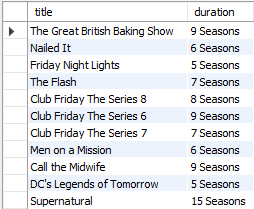 title duration
The Great British Baking Show 9 Seasons
Nailed It 6 Seasons
Friday Night Lights 5 Seasons
The Flash 7 Seasons
Club Friday The Series 8 8 Seasons
Club Friday The Series 6 9 Seasons
Club Friday The Series 7 7 Seasons
Men on a Mission 6 Seasons
Call the Midwife 9 Seasons
DC's Legends of Tomorrow 5 Seasons
Supernatural 15 Seasons